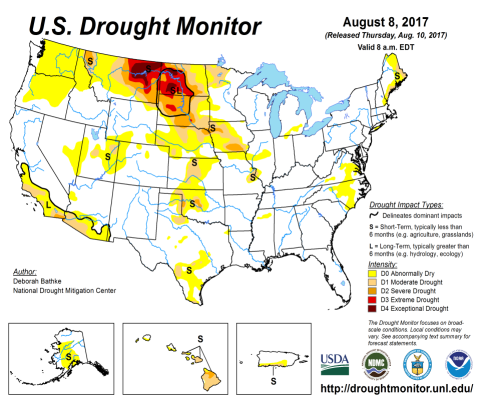 U.S. Drought Monitor
August 8, 2017
(Released Thursday, Aug. 10, 2017)
Valid 8 a.m. EDT
S
S
S
S
S
S
S
S
S
L
S
Drought Impact Types:
Delineates dominant impacts
S = Short-Term, typically less than
6 months (e.g. agriculture, grasslands)
L = Long-Term, typically greater than
6 months (e.g. hydrology, ecology)
Intensity:
D0 Abnormally Dry
D1 Moderate Drought
D2 Severe Drought
D3 Extreme Drought
D4 Exceptional Drought
Author:
Deborah Bathke
National Drought Mitigation Center
The Drought Monitor focuses on broad-
scale conditions. Local conditions may
vary. See accompanying text summary for
forecast statements.
S
S
S
USDA
NDMC
NOAA
http://droughtmonitor.unl.edu/